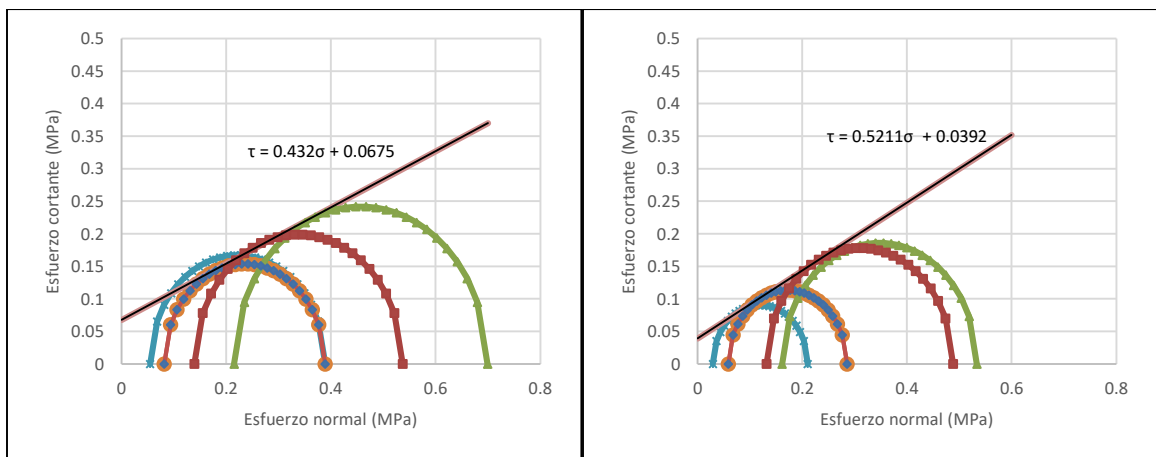 0.5
0.45
0.4
0.35
0.3
0.25
0.2
0.15
0.1
0.05
0
Esfuerzo cortante (MPa)
τ = 0.432σ + 0.0675
0 0.2 0.4 0.6 0.8
Esfuerzo normal (MPa)
0.5
0.45
0.4
0.35
0.3
0.25
0.2
0.15
0.1
0.05
0
Esfuerzo cortante (MPa)
τ = 0.5211σ + 0.0392
0 0.2 0.4 0.6 0.8
Esfuerzo normal (MPa)